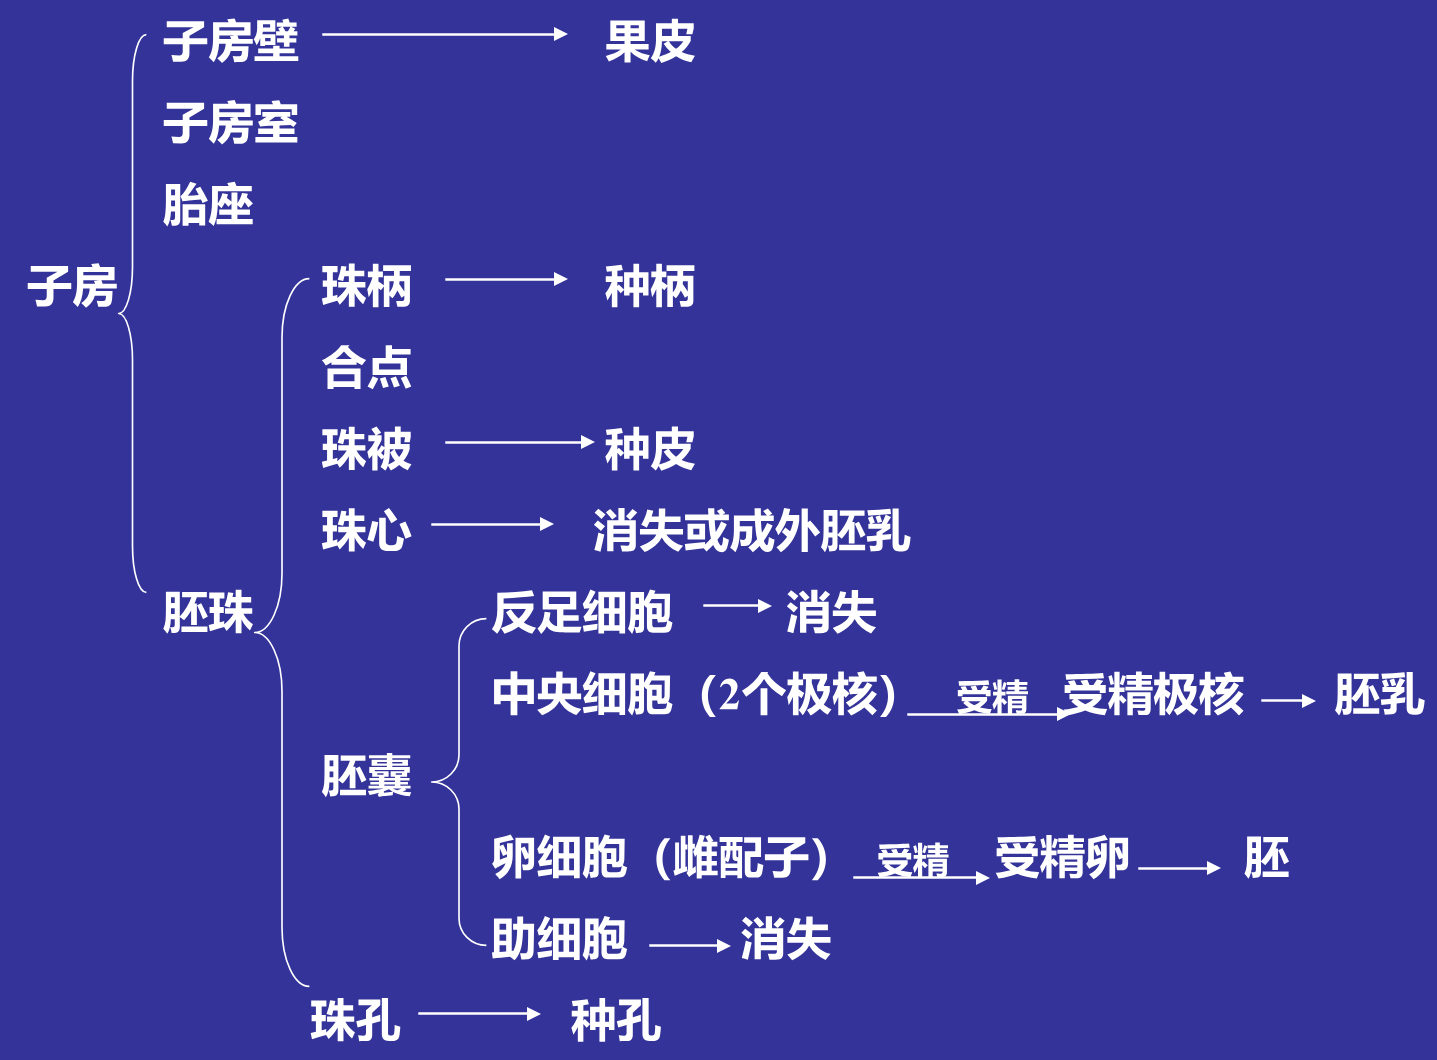 子房壁 果皮
子房室
胎座
子房 珠柄 种柄
合点
珠被 种皮
珠心 消失或成外胚乳
胚珠 反足细胞 消失
中央细胞（2个极核） 受精 受精极核 胚乳
胚囊
卵细胞（雌配子） 受精 受精卵 胚
助细胞 消失
珠孔 种孔